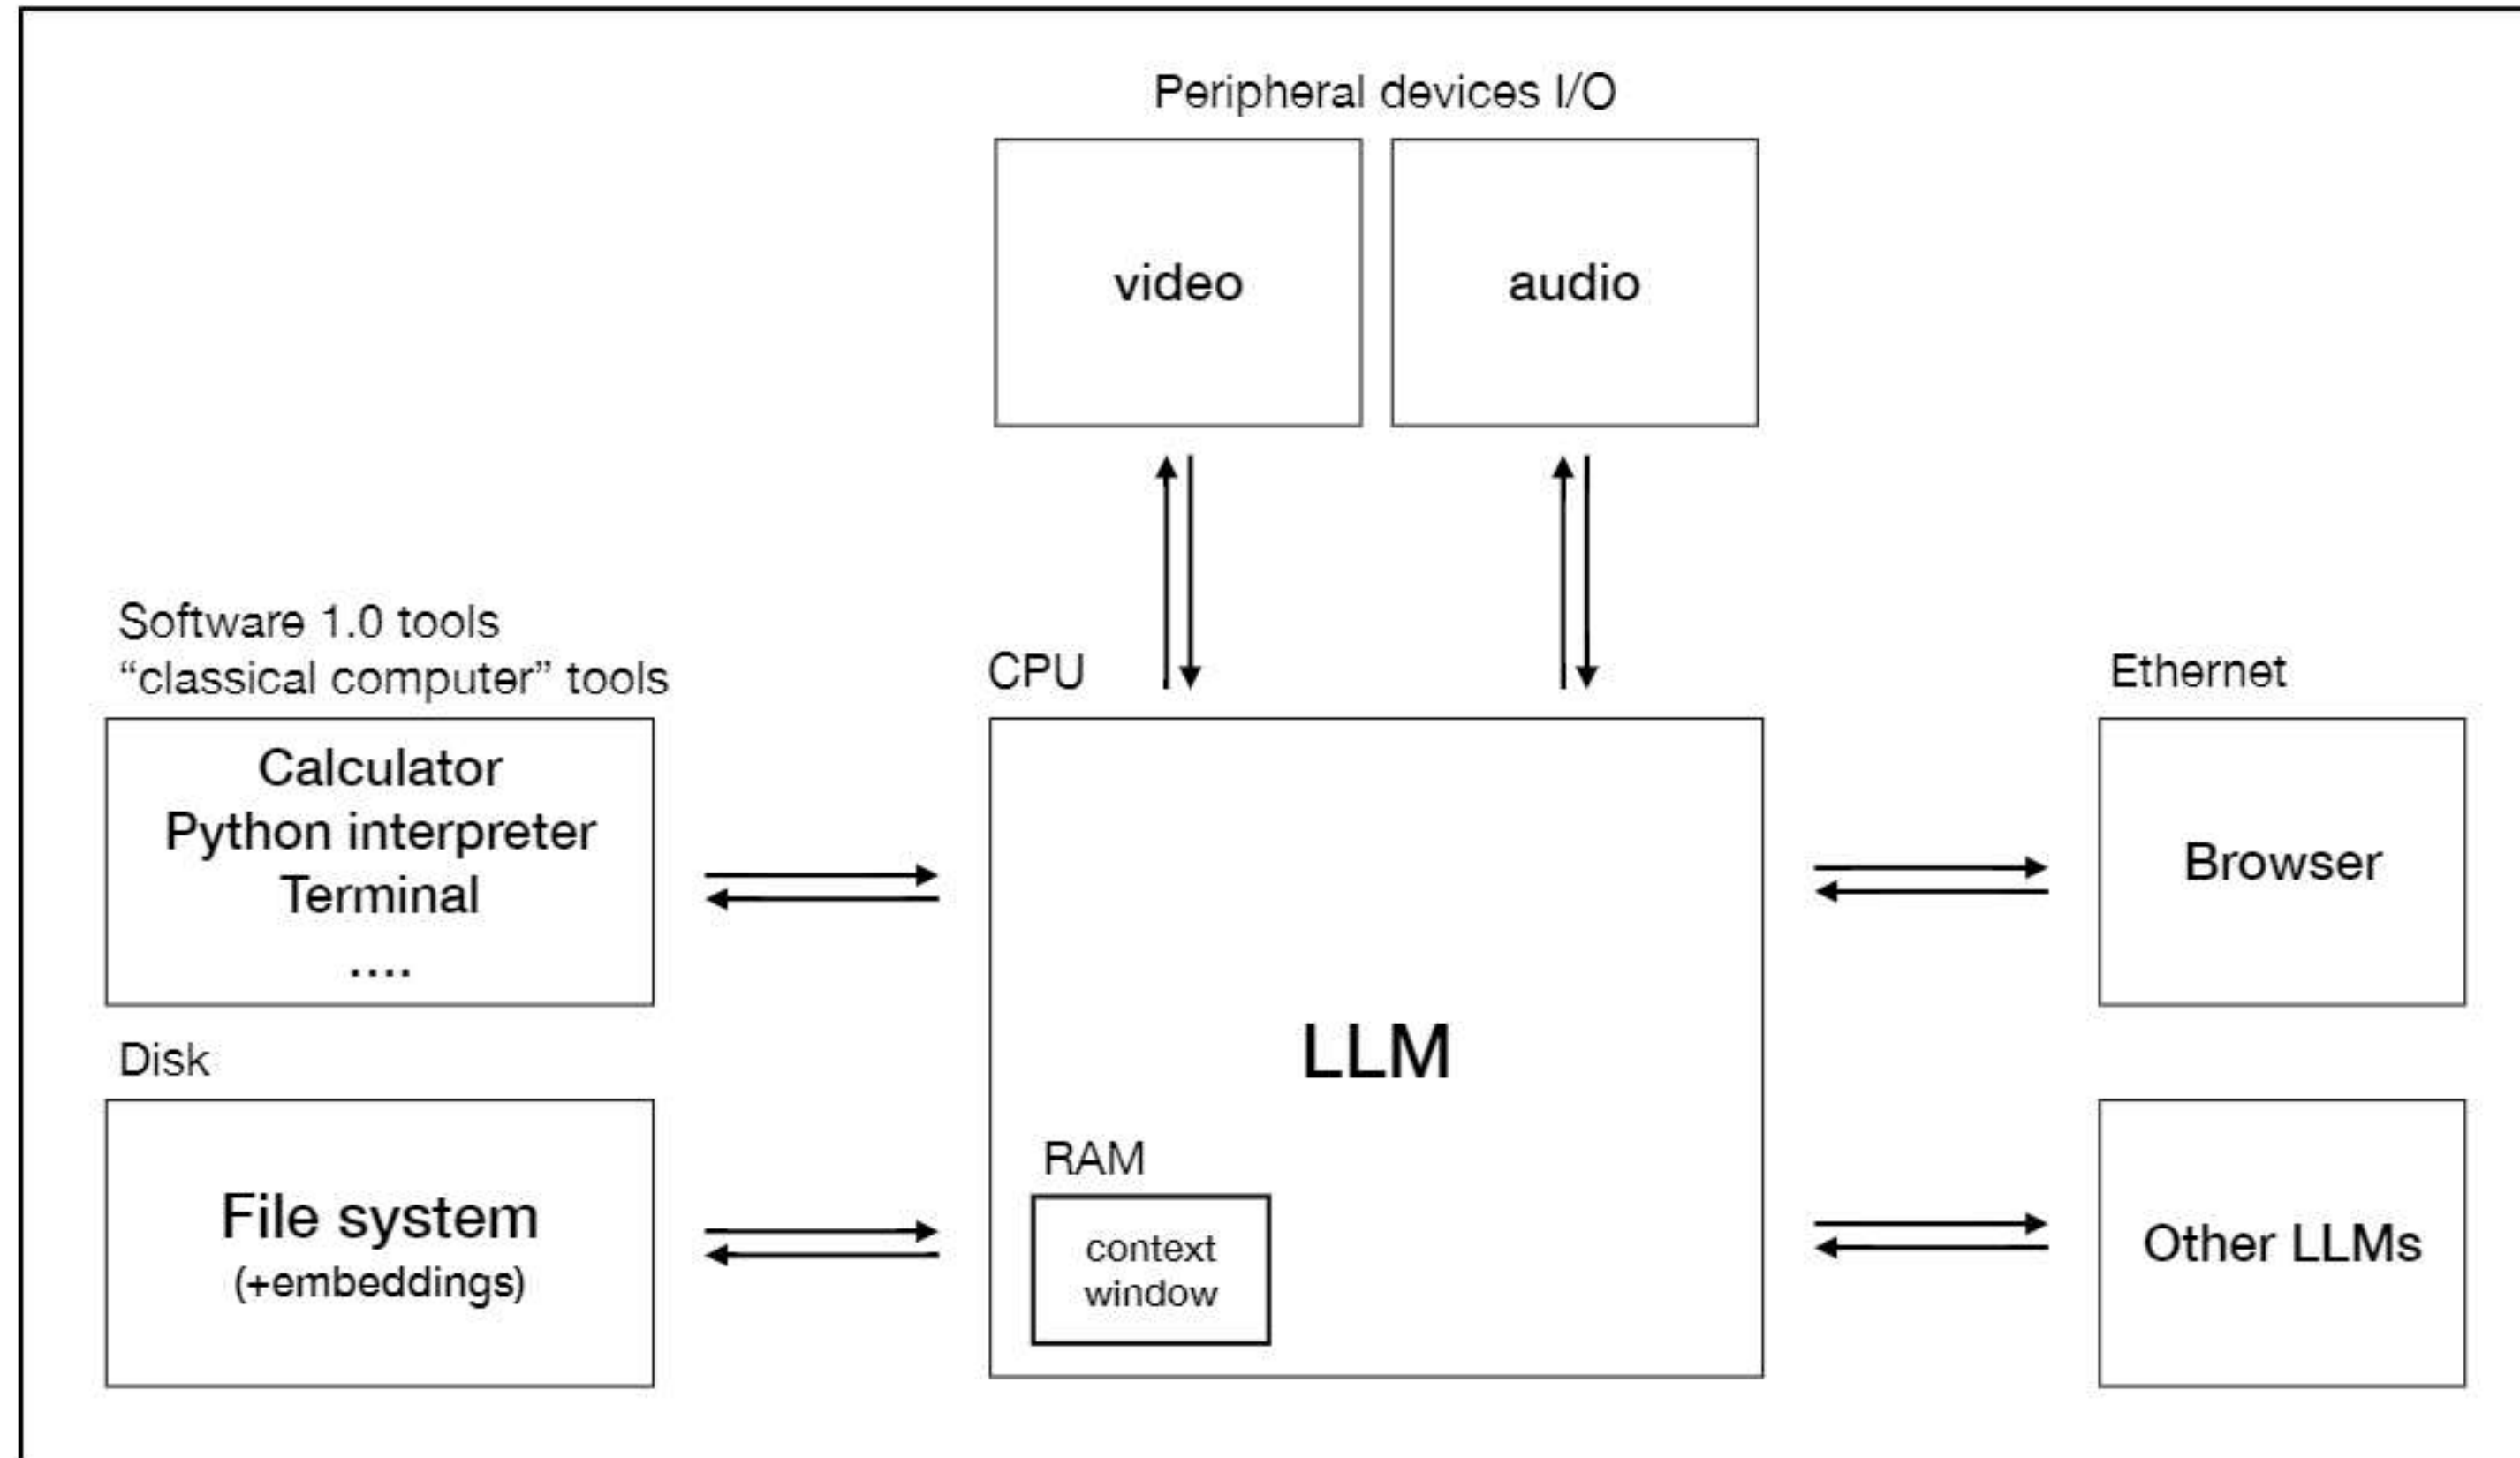 Peripheral devices I/O
video
audio
Software 1.0 tools
“classical computer” tools
CPU
Ethernet
Calculator
Python interpreter
Terminal
....
Browser
LLM
Disk
RAM
File system
(+embeddings)
context
window
Other LLMs